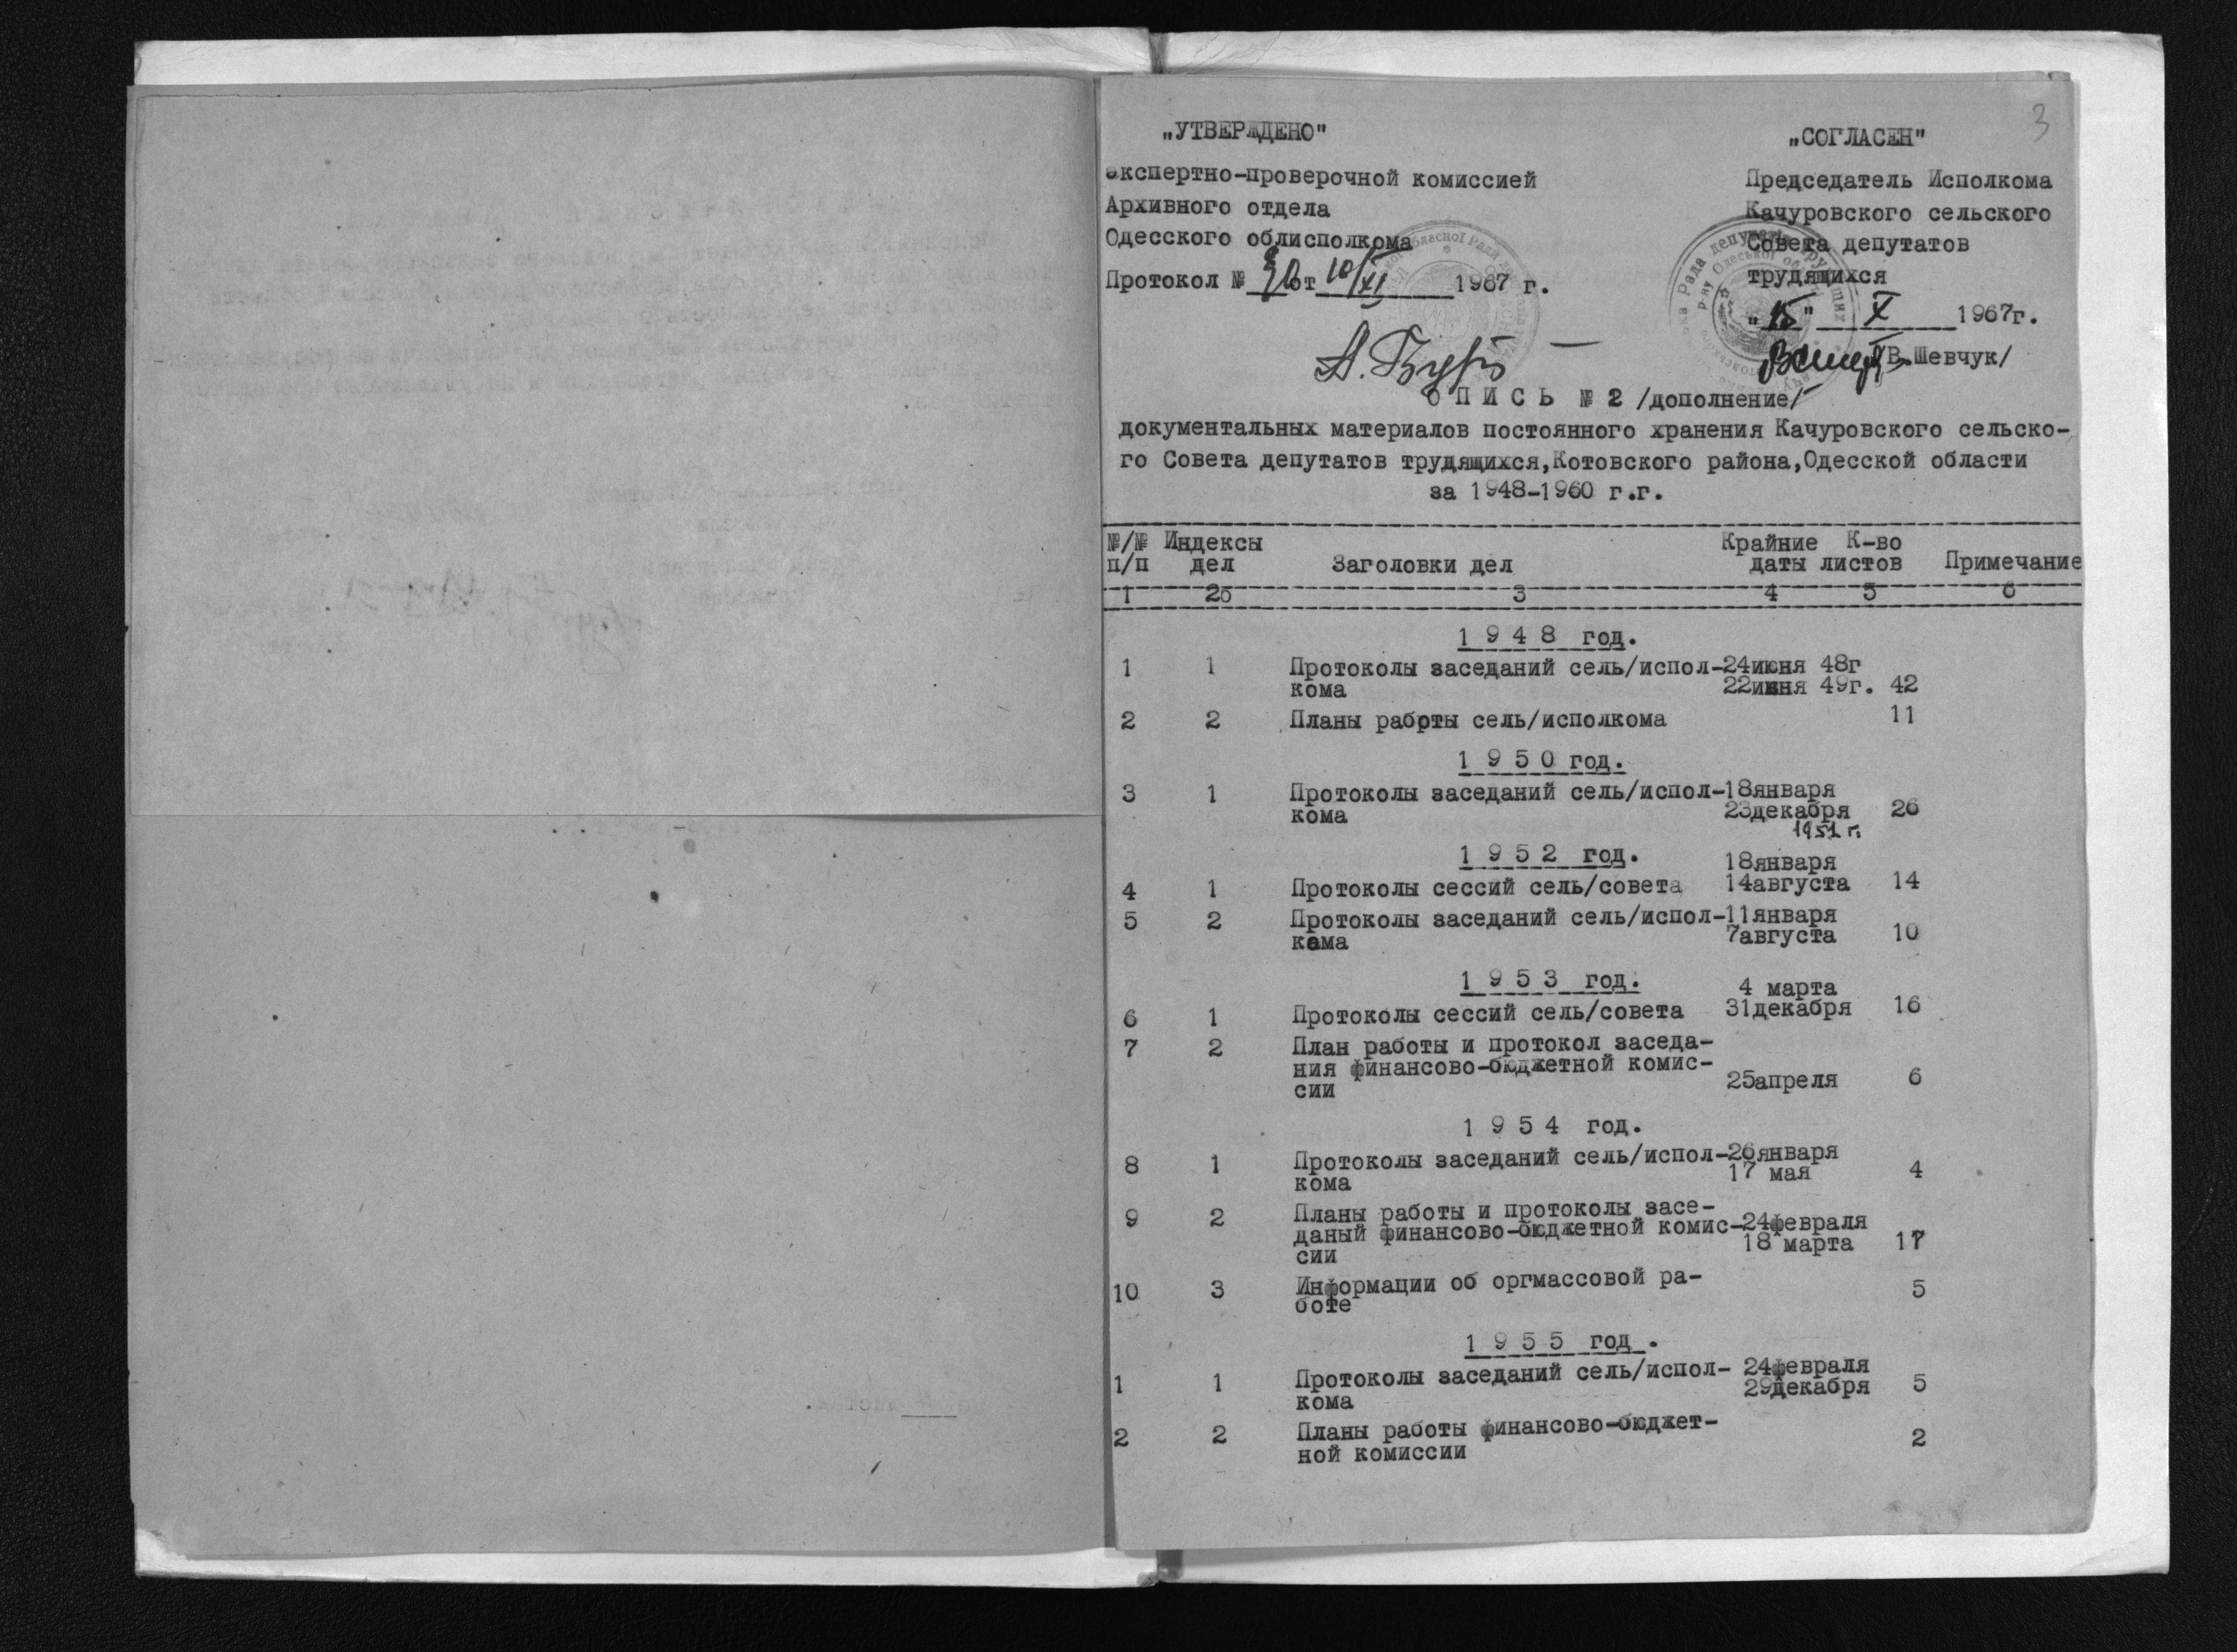 3
„УТВЕРЖДЕНО"
экспертно-проверочной комиссией
Архивного отдела
Одесского облисполкома
Протокол № от 10/XI 1967 г.
„СОГЛАСЕН"
Председатель Исполкома
Качуровского сельского
Совета депутатов
трудящихся
„15" X 1967г.
/В.Шевчук/
О П И С Ь № 2 /дополнение/
документальных материалов постоянного хранения Качуровского сельско-
го Совета депутатов трудящихся,Котовского района,Одесской области
за 1948-1960 г.г.
№/№ Индексы Крайние К-во
п/п дел Заголовки дел даты листов Примечание
1 2б 3 4 5 6
1 9 4 8 год.
1 1 Протоколы заседаний сель/испол- 24июня 48г
кома 22июня 49г. 42
2 2 Планы работы сель/исполкома 11
1 9 5 0 год.
3 1 Протоколы заседаний сель/испол- 18января
кома 23декабря 26
1951 г.
1 9 5 2 год. 18января
4 1 Протоколы сессий сель/совета 14августа 14
5 2 Протоколы заседаний сель/испол- 11января
кома 7августа 10
1 9 5 3 год. 4 марта
6 1 Протоколы сессий сель/совета 31декабря 16
7 2 План работы и протокол заседа-
ния финансово-бюджетной комис-
сии 25апреля 6
1 9 5 4 год.
8 1 Протоколы заседаний сель/испол- 26января
кома 17 мая 4
9 2 Планы работы и протоколы засе-
даный финансово-бюджетной комис- 24февраля
сии 18 марта 17
10 3 Информации об оргмассовой ра-
боте 5
1 9 5 5 год.
1 1 Протоколы заседаний сель/испол- 24февраля
кома 29декабря 5
2 2 Планы работы финансово-бюджет-
ной комиссии 2